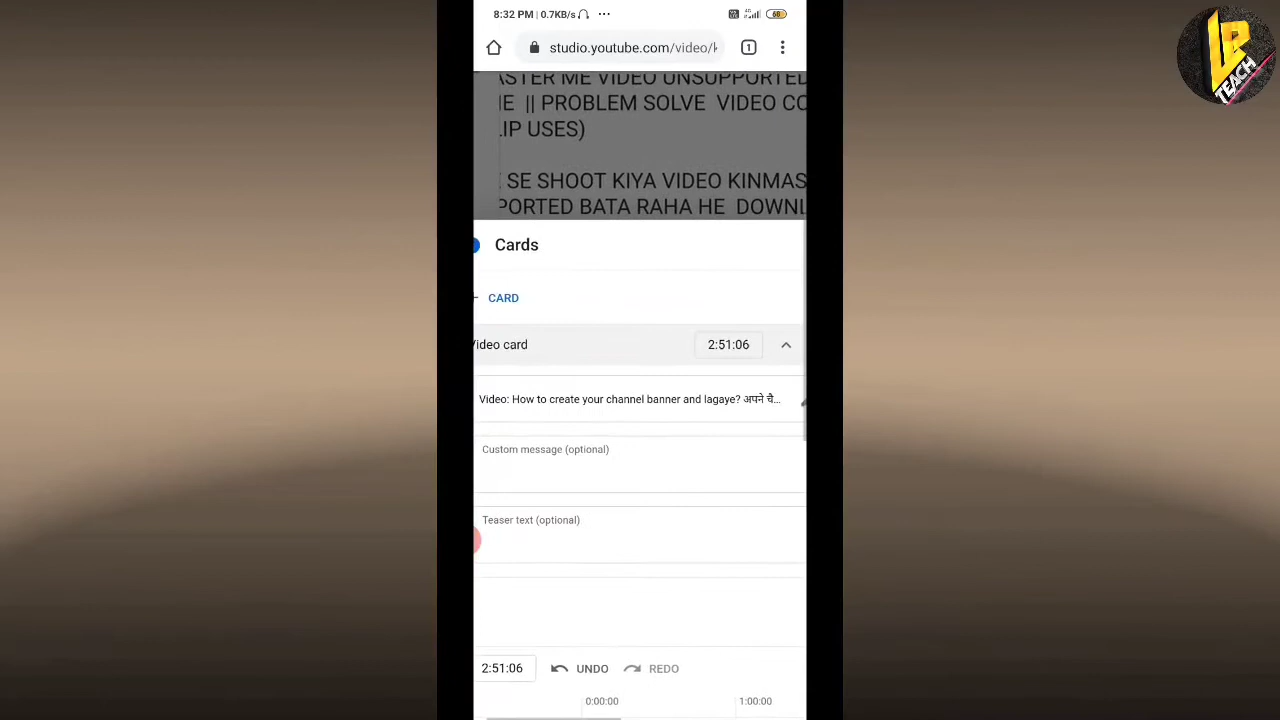 8:32 PM | 0.7KB/s ...
68
studio.youtube.com/video/k
1
ASTER ME VIDEO UNSUPPORTED
|| PROBLEM SOLVE VIDEO CO
LIP USES)
SE SHOOT KIYA VIDEO KINMAS
PORTED BATA RAHA HE DOWNL
Cards
+ CARD
Video card
2:51:06
Video: How to create your channel banner and lagaye? अपने चै...
Custom message (optional)
Teaser text (optional)
2:51:06
UNDO
REDO
0:00:00
1:00:00
TEACH